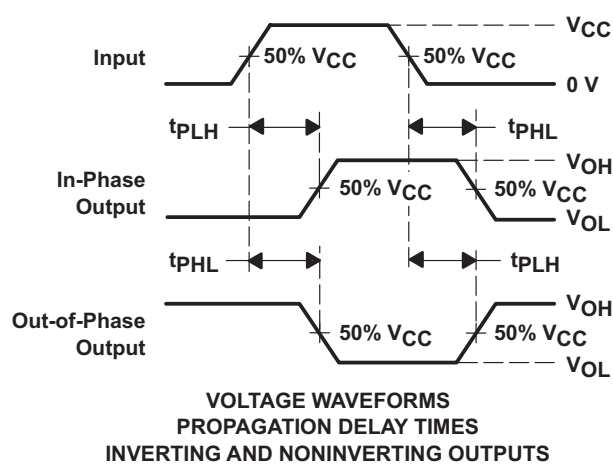 VCC
Input
50% VCC
50% VCC
0 V
tPLH
tPHL
VOH
In-Phase
Output
50% VCC
50% VCC
VOL
tPHL
tPLH
VOH
Out-of-Phase
Output
50% VCC
50% VCC
VOL
VOLTAGE WAVEFORMS
PROPAGATION DELAY TIMES
INVERTING AND NONINVERTING OUTPUTS